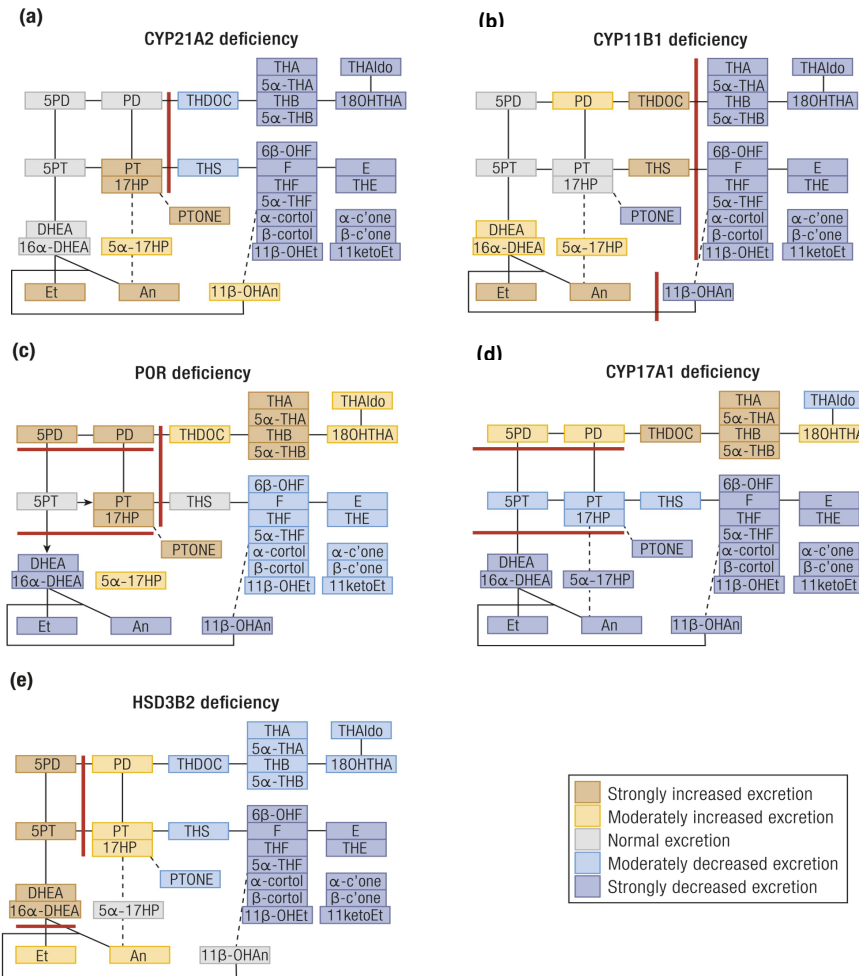 (a)
CYP21A2 deficiency
THA
THAldo
5α-THA
5PD
PD
THDOC
THB
18OHTHA
5α-THB
6β-OHF
5PT
PT
THS
F
E
17HP
THF
THE
5α-THF
PTONE
α-cortol
α-c'one
DHEA
β-cortol
β-c'one
16α-DHEA
5α-17HP
11β-OHEt
11ketoEt
Et
An
11β-OHAn
(b)
CYP11B1 deficiency
THA
THAldo
5α-THA
5PD
PD
THDOC
THB
18OHTHA
5α-THB
6β-OHF
5PT
PT
THS
F
E
17HP
THF
THE
5α-THF
PTONE
α-cortol
α-c'one
DHEA
β-cortol
β-c'one
16α-DHEA
5α-17HP
11β-OHEt
11ketoEt
Et
An
11β-OHAn
(c)
POR deficiency
THA
THAldo
5α-THA
5PD
PD
THDOC
THB
18OHTHA
5α-THB
6β-OHF
5PT
PT
THS
F
E
17HP
THF
THE
5α-THF
PTONE
α-cortol
α-c'one
DHEA
β-cortol
β-c'one
16α-DHEA
5α-17HP
11β-OHEt
11ketoEt
Et
An
11β-OHAn
(d)
CYP17A1 deficiency
THA
THAldo
5α-THA
5PD
PD
THDOC
THB
18OHTHA
5α-THB
6β-OHF
5PT
PT
THS
F
E
17HP
THF
THE
5α-THF
PTONE
α-cortol
α-c'one
DHEA
β-cortol
β-c'one
16α-DHEA
5α-17HP
11β-OHEt
11ketoEt
Et
An
11β-OHAn
(e)
HSD3B2 deficiency
THA
THAldo
5α-THA
5PD
PD
THDOC
THB
18OHTHA
5α-THB
6β-OHF
5PT
PT
THS
F
E
17HP
THF
THE
5α-THF
PTONE
α-cortol
α-c'one
DHEA
β-cortol
β-c'one
16α-DHEA
5α-17HP
11β-OHEt
11ketoEt
Et
An
11β-OHAn
Strongly increased excretion
Moderately increased excretion
Normal excretion
Moderately decreased excretion
Strongly decreased excretion